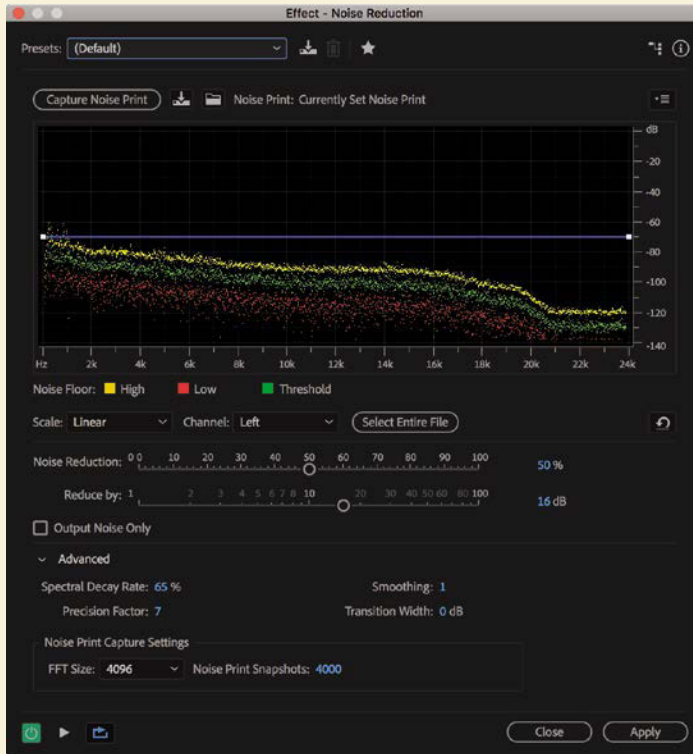 Effect - Noise Reduction
Presets: (Default)
Capture Noise Print Noise Print: Currently Set Noise Print
dB
-20
-40
-60
-80
-100
-120
-140
Hz 2k 4k 6k 8k 10k 12k 14k 16k 18k 20k 22k 24k
Noise Floor: High Low Threshold
Scale: Linear Channel: Left Select Entire File
Noise Reduction: 0 0 10 20 30 40 50 60 70 80 90 100 50 %
Reduce by: 1 2 3 4 5 6 7 8 10 20 30 40 50 60 80 100 16 dB
Output Noise Only
Advanced
Spectral Decay Rate: 65 % Smoothing: 1
Precision Factor: 7 Transition Width: 0 dB
Noise Print Capture Settings
FFT Size: 4096 Noise Print Snapshots: 4000
Close Apply